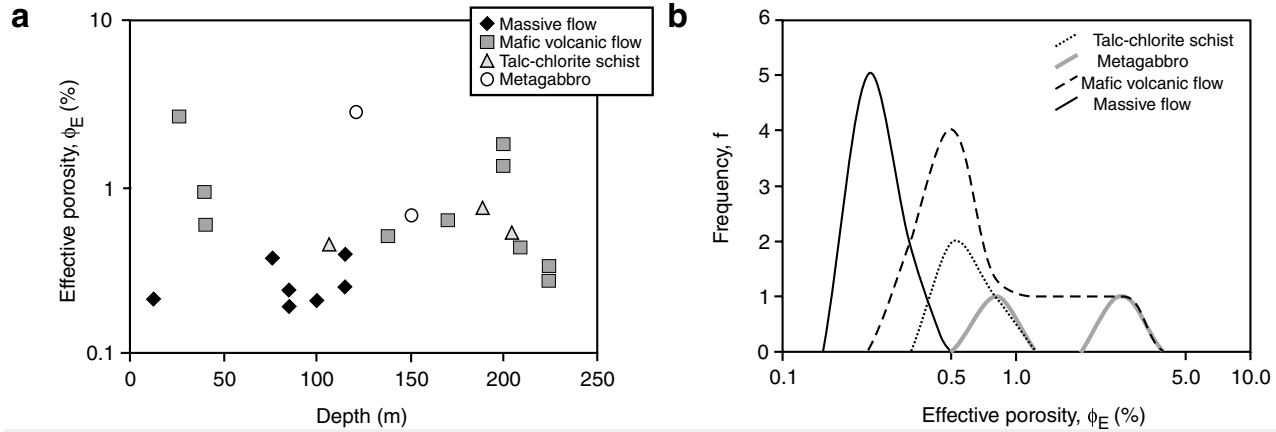 a
Massive flow
Mafic volcanic flow
Talc-chlorite schist
Metagabbro
10
1
0.1
Effective porosity, ϕE (%)
0 50 100 150 200 250
Depth (m)
b
Talc-chlorite schist
Metagabbro
Mafic volcanic flow
Massive flow
6
5
4
3
2
1
0
Frequency, f
0.1 0.5 1.0 5.0 10.0
Effective porosity, ϕE (%)